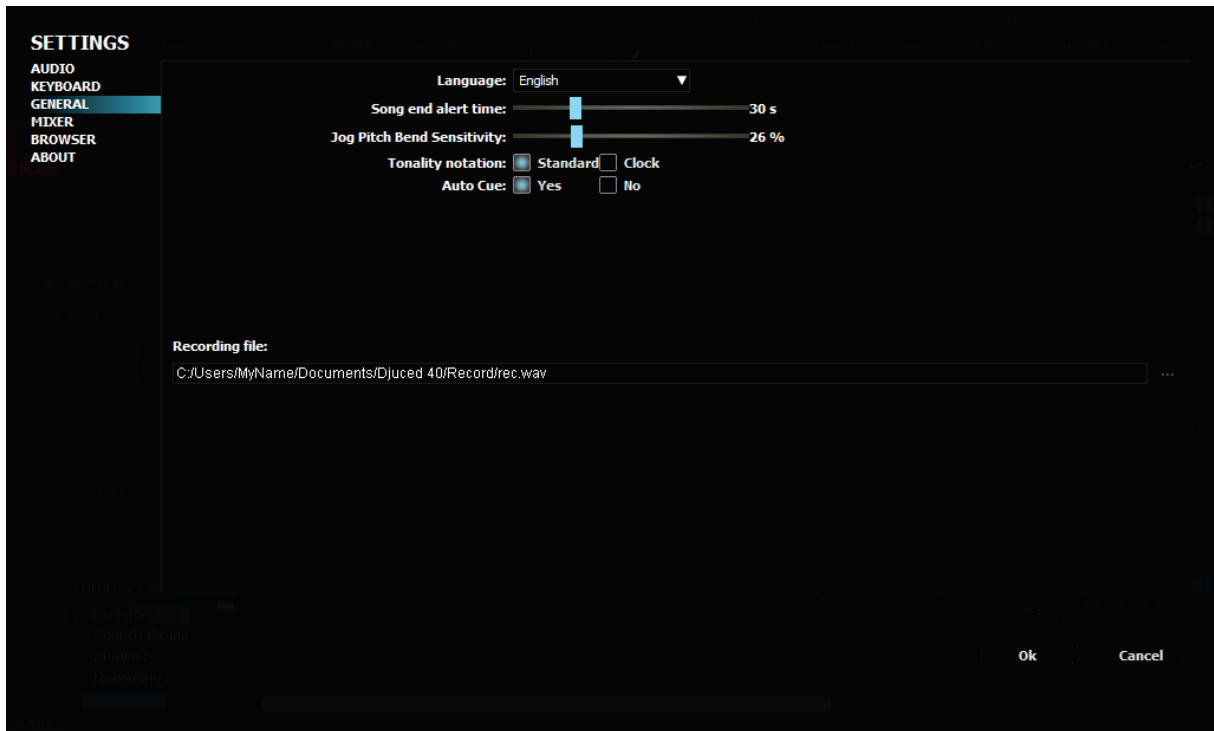 SETTINGS
AUDIO
KEYBOARD
GENERAL
MIXER
BROWSER
ABOUT
Language: English
Song end alert time: 30 s
Jog Pitch Bend Sensitivity: 26 %
Tonality notation: Standard Clock
Auto Cue: Yes No
Recording file:
C:/Users/MyName/Documents/Djuced 40/Record/rec.wav
...
Ok Cancel